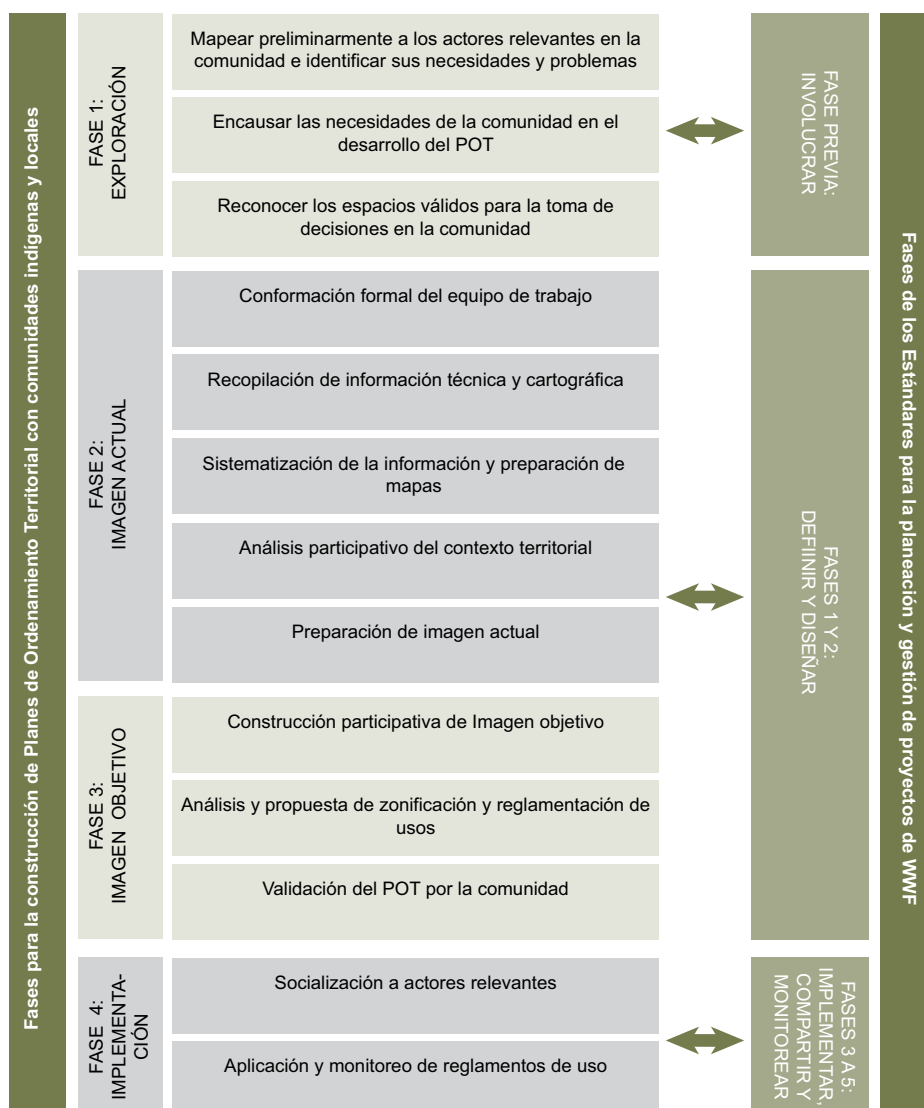 Fases para la construcción de Planes de Ordenamiento Territorial con comunidades indígenas y locales
FASE 1:
EXPLORACIÓN
Mapear preliminarmente a los actores relevantes en la
comunidad e identificar sus necesidades y problemas
Encausar las necesidades de la comunidad en el
desarrollo del POT
Reconocer los espacios válidos para la toma de
decisiones en la comunidad
FASE PREVIA:
INVOLUCRAR
FASE 2:
IMAGEN ACTUAL
Conformación formal del equipo de trabajo
Recopilación de información técnica y cartográfica
Sistematización de la información y preparación de
mapas
Análisis participativo del contexto territorial
Preparación de imagen actual
FASE 3:
IMAGEN OBJETIVO
Construcción participativa de Imagen objetivo
Análisis y propuesta de zonificación y reglamentación de
usos
Validación del POT por la comunidad
FASES 1 Y 2:
DEFIINIR Y DISEÑAR
FASE 4:
IMPLEMENTA-
CIÓN
Socialización a actores relevantes
Aplicación y monitoreo de reglamentos de uso
FASES 3 A 5:
IMPLEMENTAR,
COMPARTIR Y
MONITOREAR
Fases de los Estándares para la planeación y gestión de proyectos de WWF